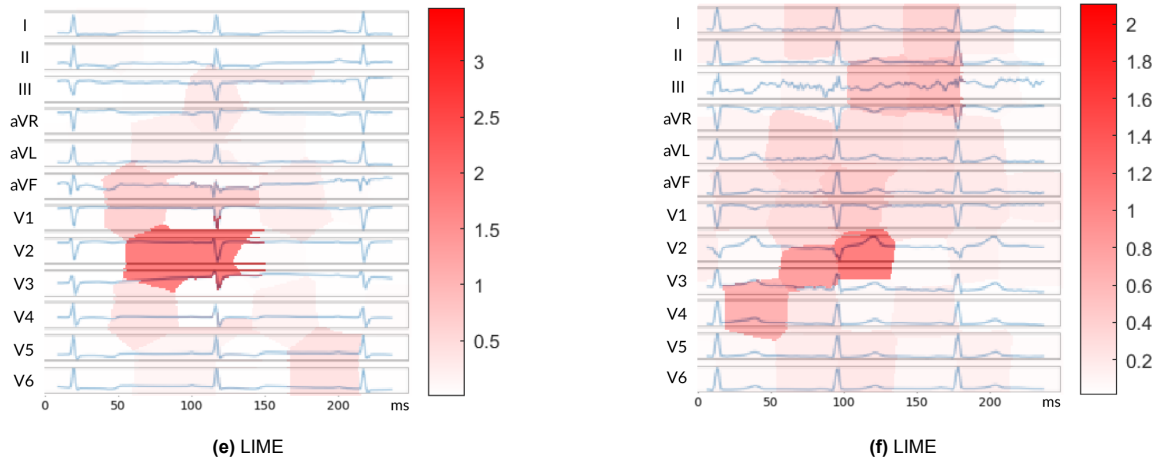 I
II
III
aVR
aVL
aVF
V1
V2
V3
V4
V5
V6
0 50 100 150 200 ms
3
2.5
2
1.5
1
0.5
(e) LIME
I
II
III
aVR
aVL
aVF
V1
V2
V3
V4
V5
V6
0 50 100 150 200 ms
2
1.8
1.6
1.4
1.2
1
0.8
0.6
0.4
0.2
(f) LIME